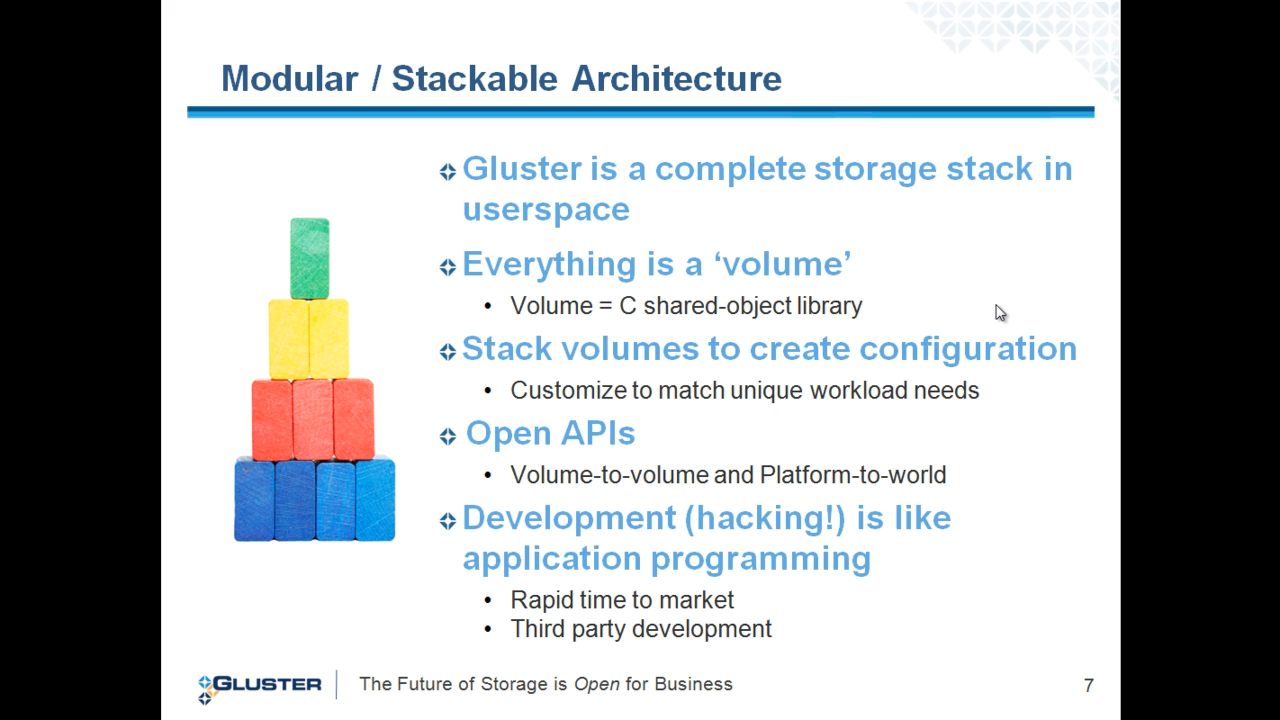 Modular / Stackable Architecture
Gluster is a complete storage stack in
userspace
Everything is a ‘volume’
• Volume = C shared-object library
Stack volumes to create configuration
• Customize to match unique workload needs
Open APIs
• Volume-to-volume and Platform-to-world
Development (hacking!) is like
application programming
• Rapid time to market
• Third party development
GLUSTER
The Future of Storage is Open for Business
7